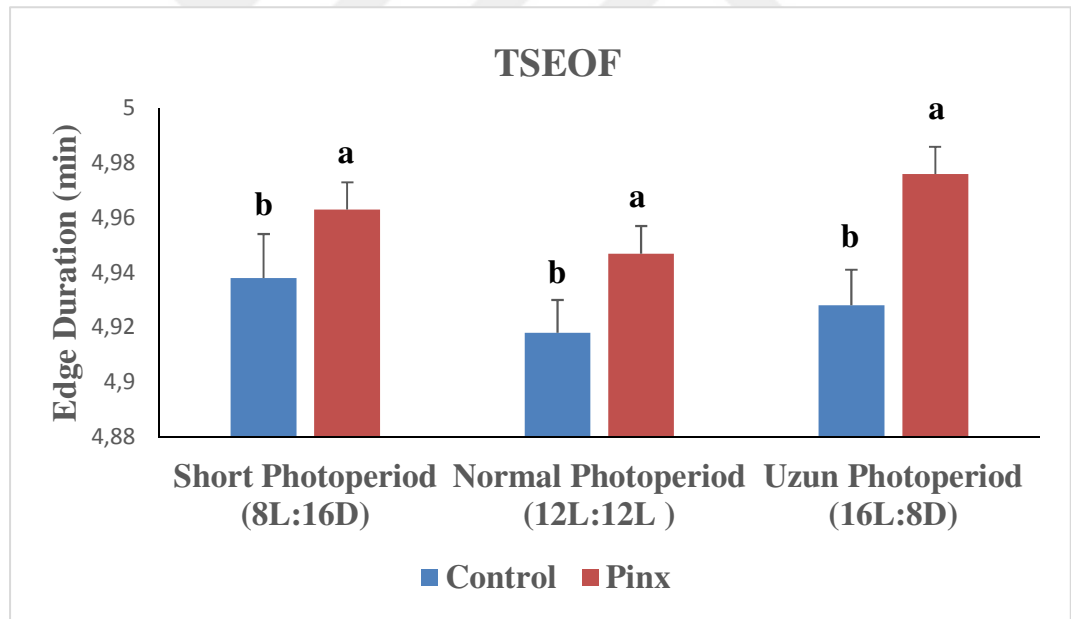 TSEOF
Edge Duration (min)
5
4,98
4,96
4,94
4,92
4,9
4,88
b
a
b
a
b
a
Short Photoperiod
(8L:16D)
Normal Photoperiod
(12L:12L )
Uzun Photoperiod
(16L:8D)
Control
Pinx